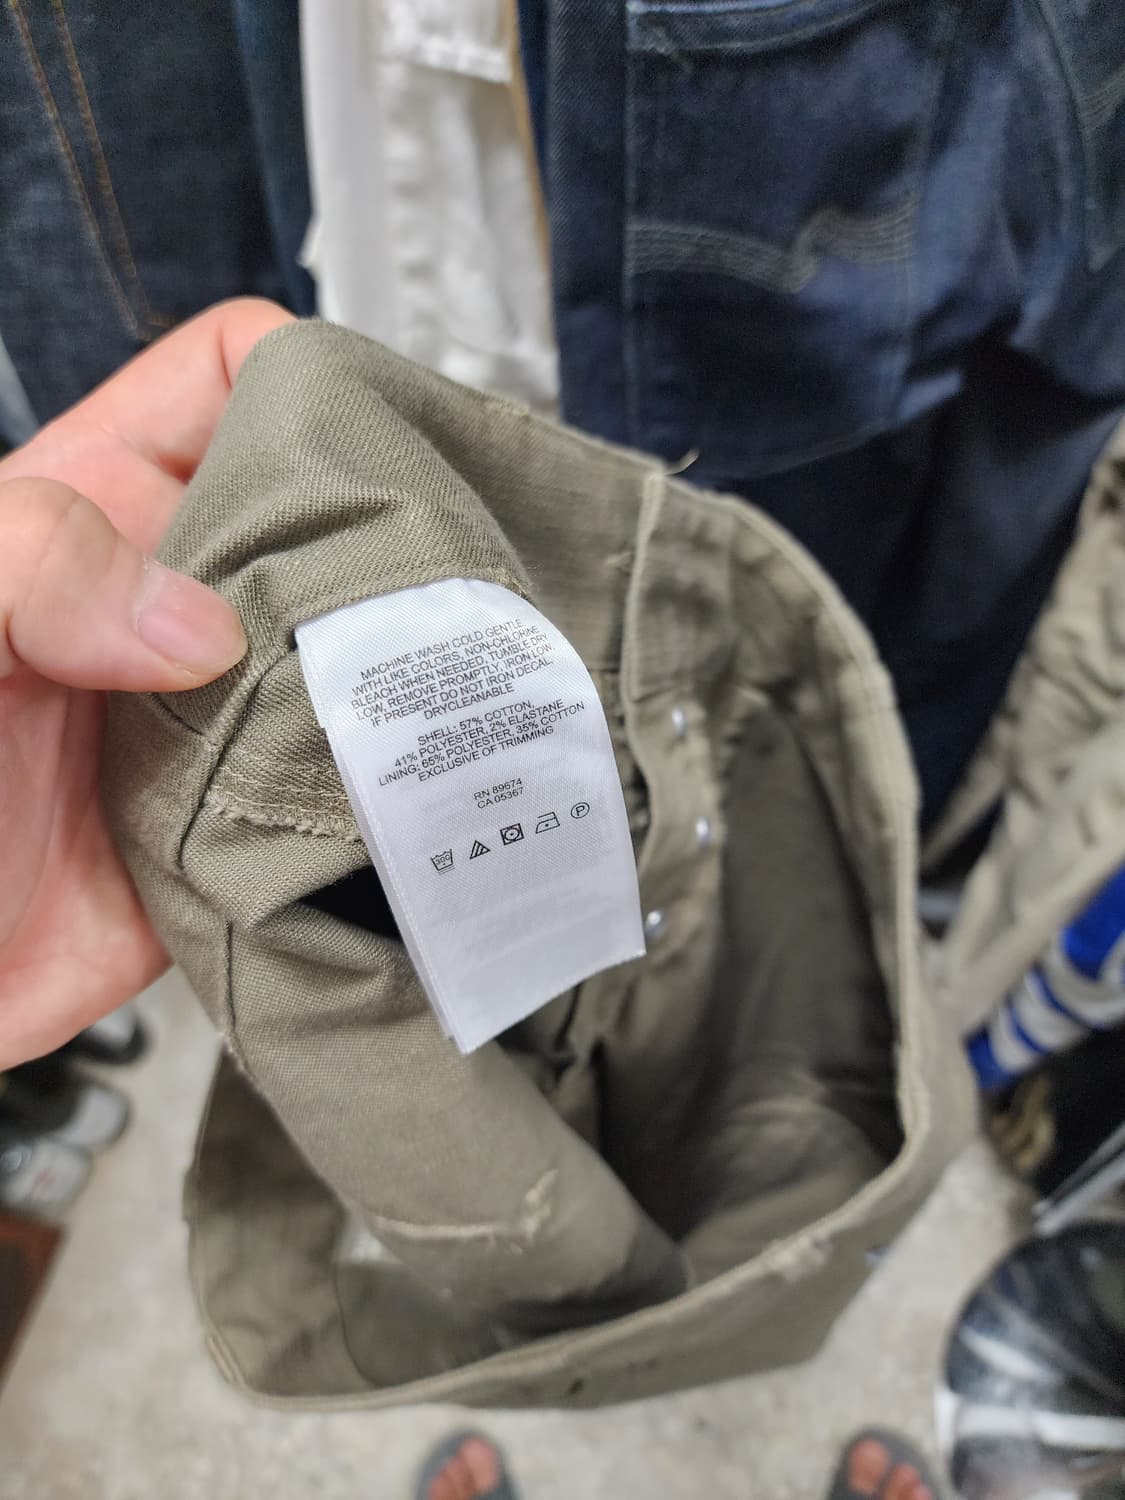 MACHINE WASH COLD GENTLE,
WITH LIKE COLORS, NON-CHLORINE
BLEACH WHEN NEEDED, TUMBLE DRY
LOW, REMOVE PROMPTLY, IRON LOW.
IF PRESENT DO NOT IRON DECAL.
DRYCLEANABLE
SHELL: 57% COTTON,
41% POLYESTER, 2% ELASTANE
LINING: 65% POLYESTER, 35% COTTON
EXCLUSIVE OF TRIMMING
RN 89674
CA 05367
30C
P